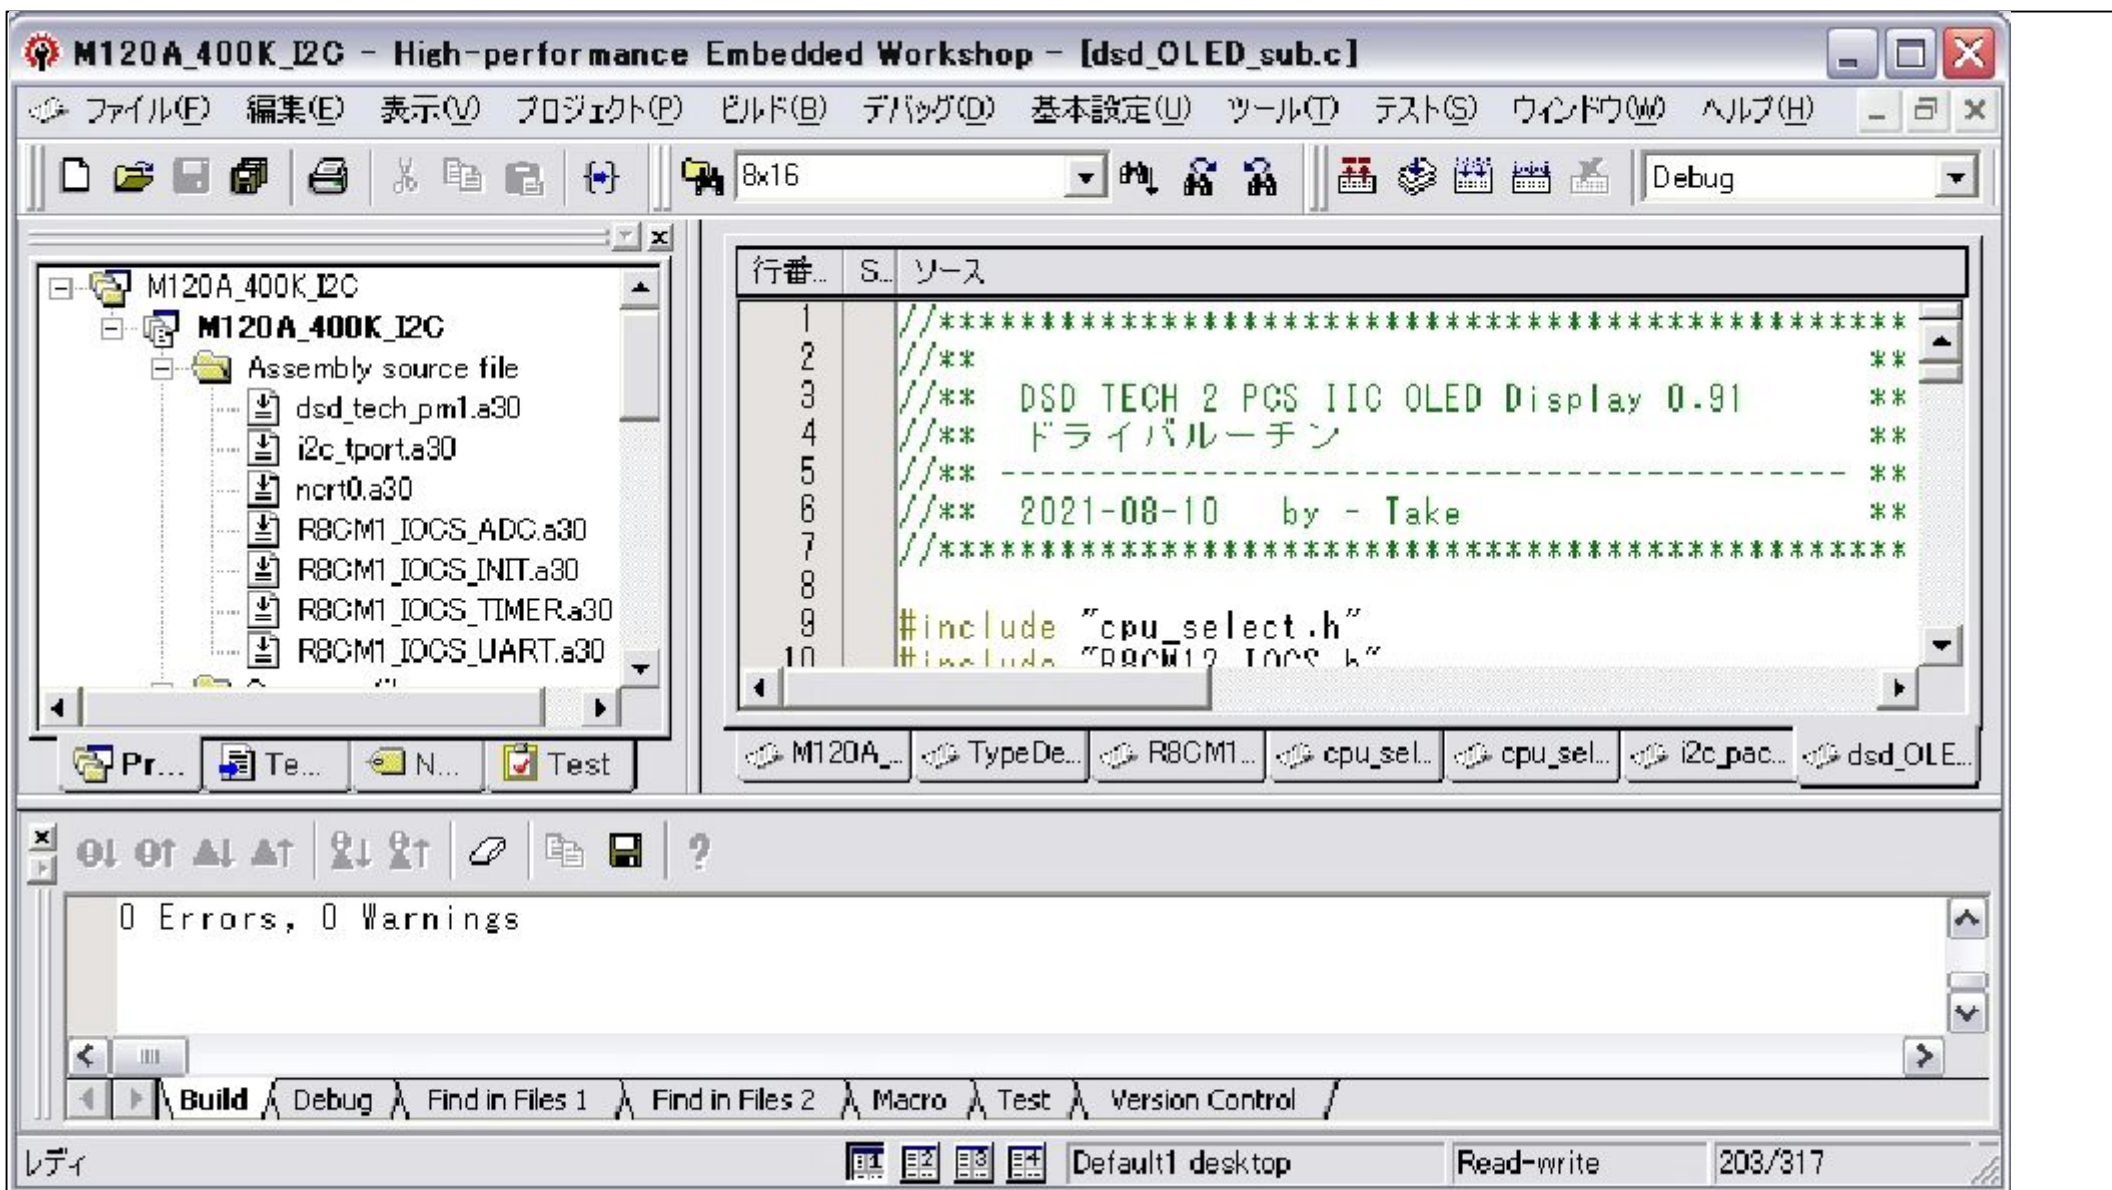 M120A_400K_I2C - High-performance Embedded Workshop - [dsd_OLED_sub.c]
ファイル(F) 編集(E) 表示(V) プロジェクト(P) ビルド(B) デバッグ(D) 基本設定(U) ツール(T) テスト(S) ウィンドウ(W) ヘルプ(H)
8x16 Debug
M120A_400K_I2C
M120A_400K_I2C
Assembly source file
dsd_tech_pm1.a30
i2c_tport.a30
ncrt0.a30
R8CM1_IOCS_ADC.a30
R8CM1_IOCS_INIT.a30
R8CM1_IOCS_TIMER.a30
R8CM1_IOCS_UART.a30
Pr... Te... N... Test
行番... S... ソース
1 //************************************************
2 //** **
3 //** DSD TECH 2 PCS IIC OLED Display 0.91 **
4 //** ドライバルーチン **
5 //** ------------------------------------------ **
6 //** 2021-08-10 by - Take **
7 //************************************************
8
9 #include "cpu_select.h"
10 #include "R8CM12_IOCS.h"
M120A_... TypeDe... R8CM1... cpu_sel... cpu_sel... i2c_pac... dsd_OLE...
0 Errors, 0 Warnings
Build Debug Find in Files 1 Find in Files 2 Macro Test Version Control
レディ 1 2 3 4 Default1 desktop Read-write 203/317